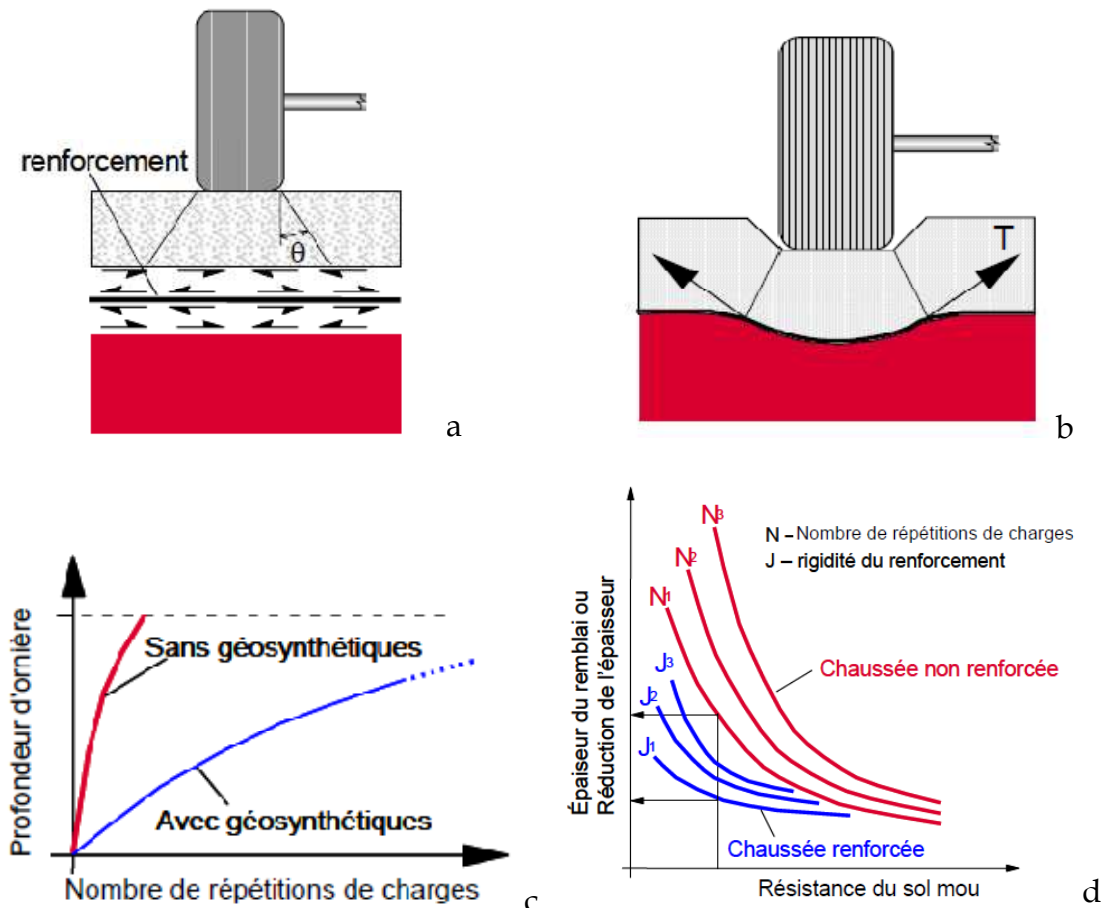 renforcement
θ
a
T
b
Profondeur d'ornière
Sans géosynthétiques
Avec géosynthétiques
Nombre de répétitions de charges
c
Épaiseur du remblai ou
Réduction de l'épaisseur
N3
N2
N1
J3
J2
J1
N – Nombre de répétitions de charges
J – rigidité du renforcement
Chaussée non renforcée
Chaussée renforcée
Résistance du sol mou
d